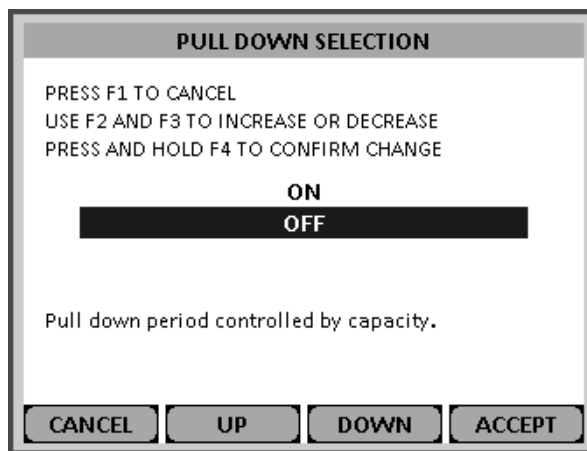 PULL DOWN SELECTION
PRESS F1 TO CANCEL
USE F2 AND F3 TO INCREASE OR DECREASE
PRESS AND HOLD F4 TO CONFIRM CHANGE
ON
OFF
Pull down period controlled by capacity.
CANCEL UP DOWN ACCEPT